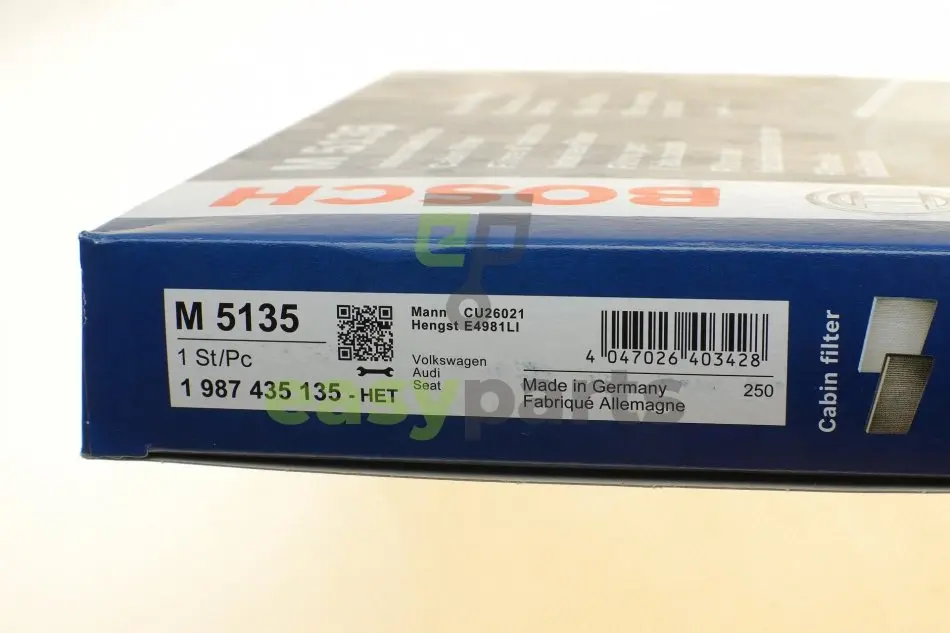 BOSCH
M 5135
1 St/Pc
1 987 435 135 - HET
Mann CU26021
Hengst E4981LI
Volkswagen
Audi
Seat
4 047026 403428
Made in Germany 250
Fabriqué Allemagne
Cabin filter
ep
easyparts